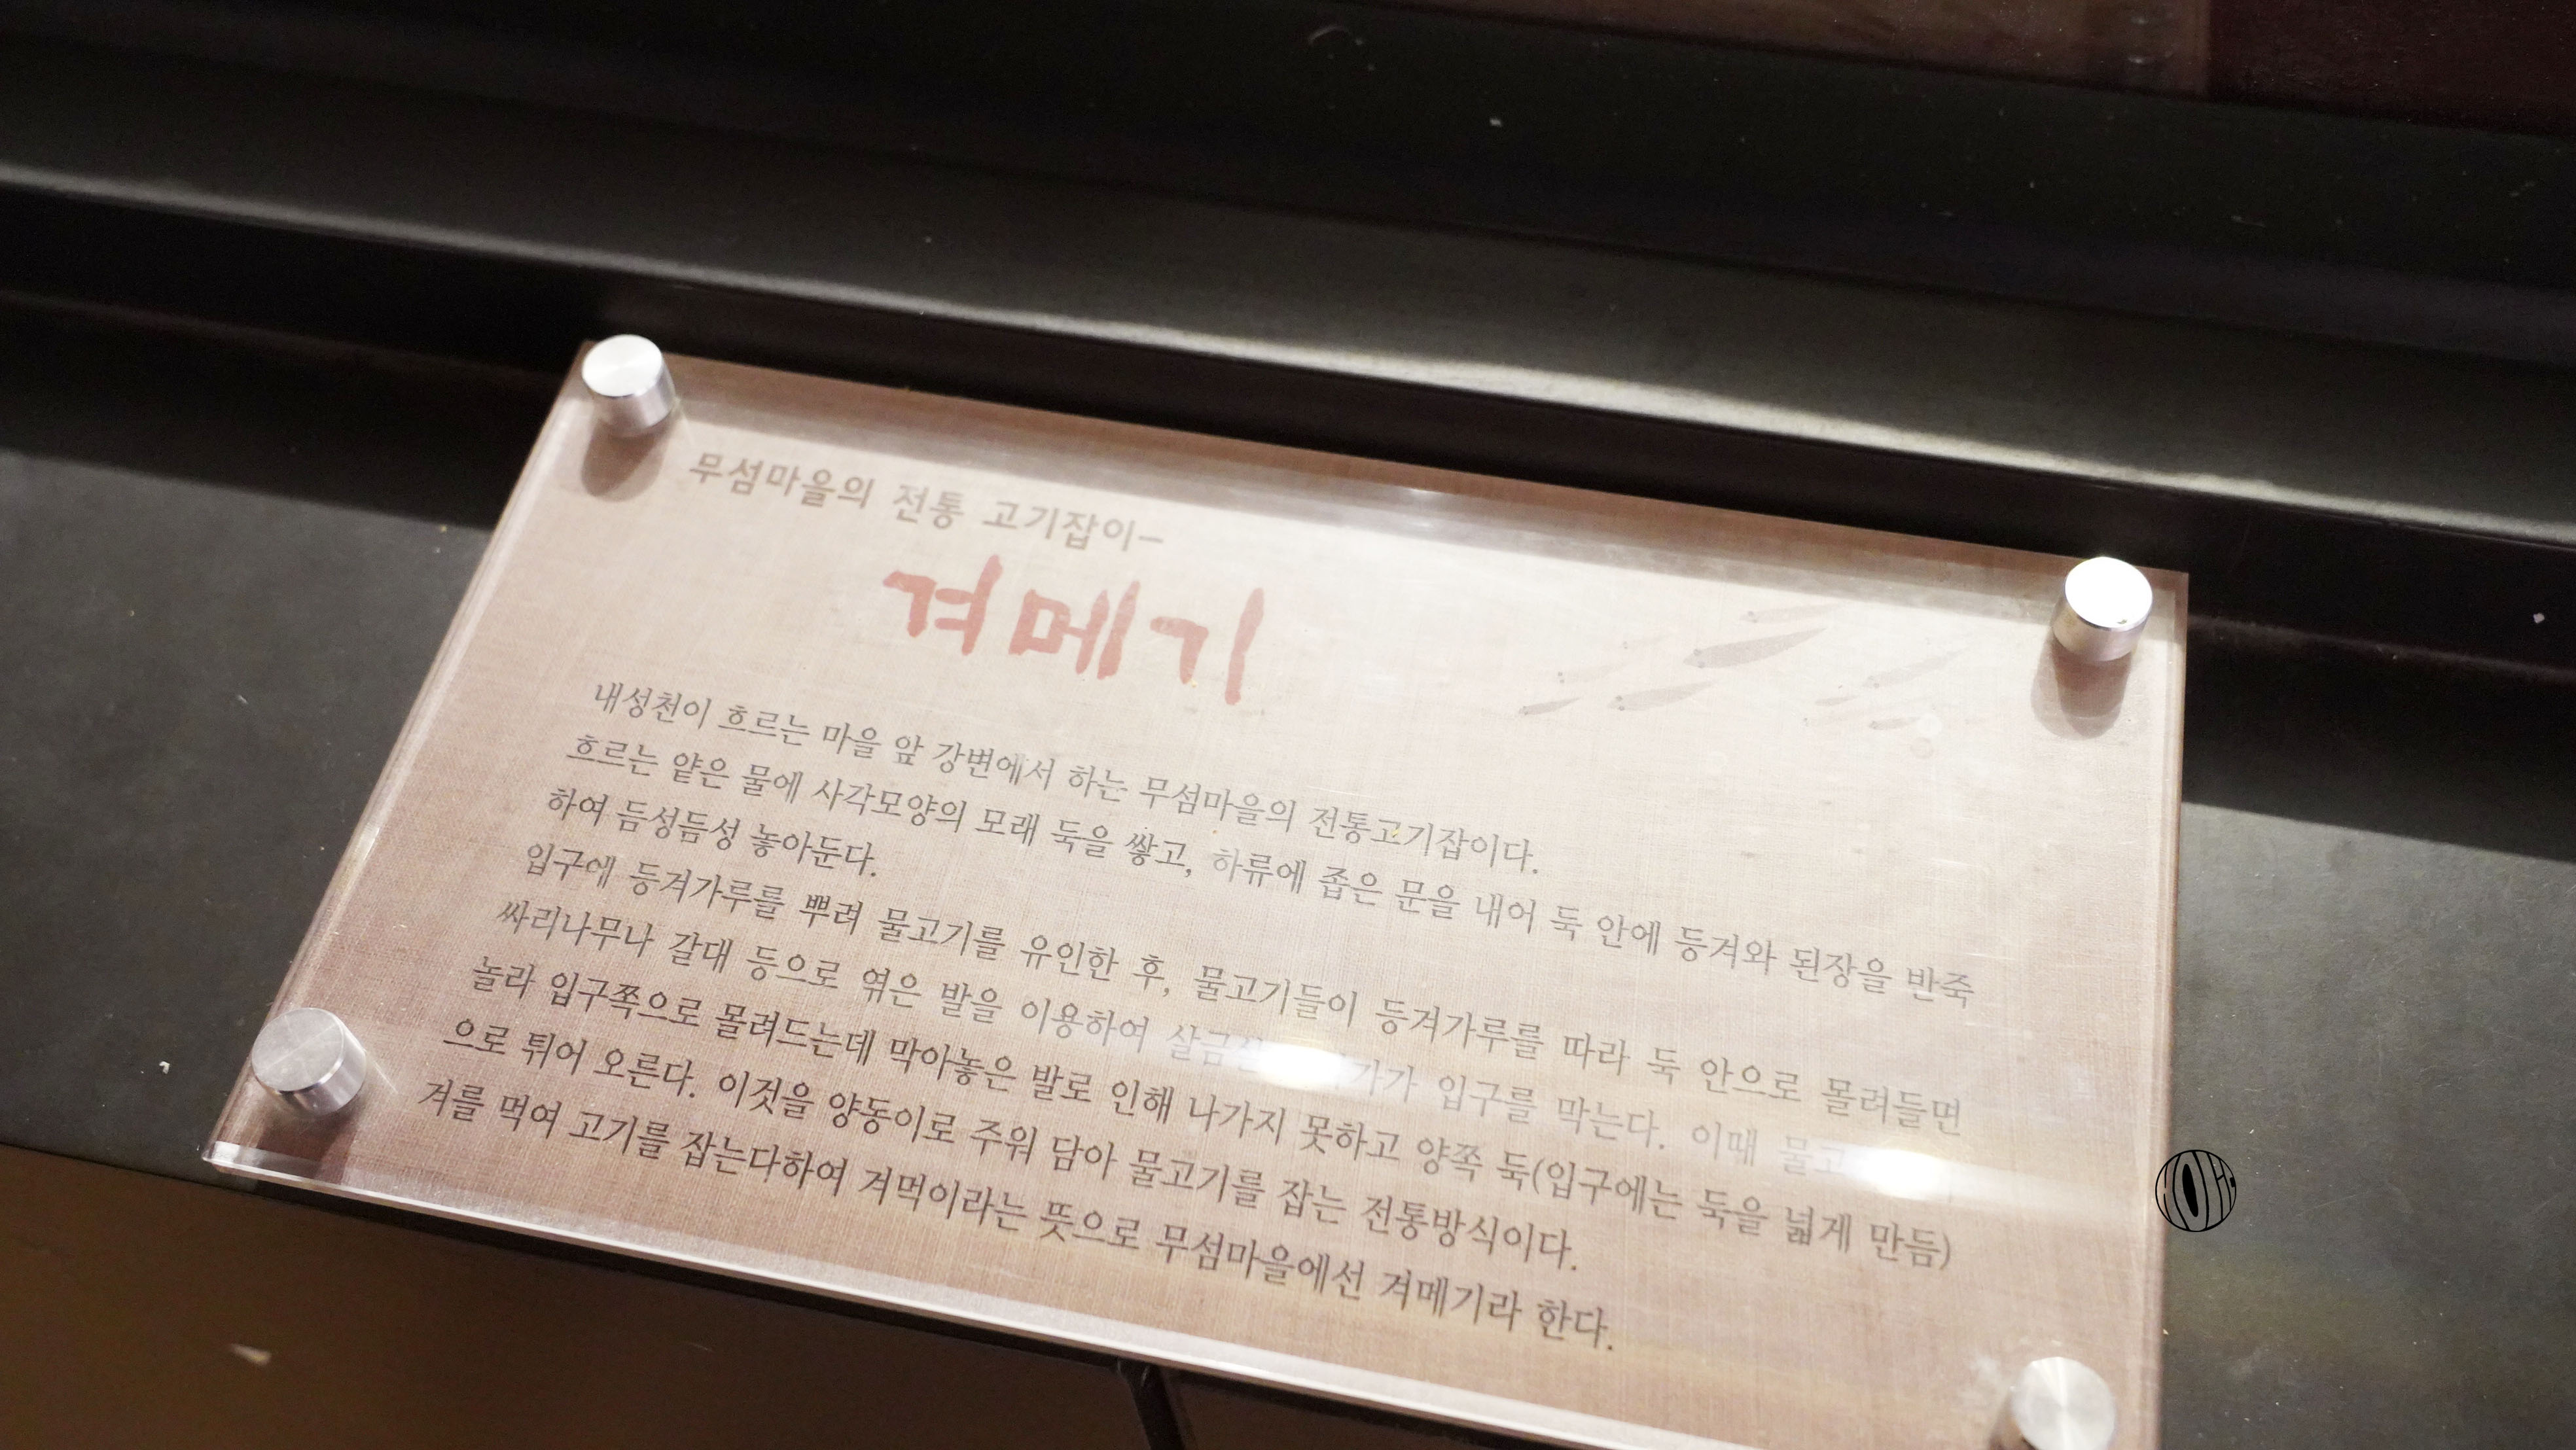 무섬마을의 전통 고기잡이-
겨메기
내성천이 흐르는 마을 앞 강변에서 하는 무섬마을의 전통고기잡이다.
흐르는 얕은 물에 사각모양의 모래 둑을 쌓고, 하류에 좁은 문을 내어 둑 안에 등겨와 된장을 반죽
하여 듬성듬성 놓아둔다.
입구에 등겨가루를 뿌려 물고기를 유인한 후, 물고기들이 등겨가루를 따라 둑 안으로 몰려들면
싸리나무나 갈대 등으로 엮은 발을 이용하여 입구를 막는다. 이때
놀라 입구쪽으로 몰려드는데 막아놓은 발로 인해 나가지 못하고 양쪽 둑(입구에는 둑을 넓게 만듬)
으로 튀어 오른다. 이것을 양동이로 주워 담아 물고기를 잡는 전통방식이다.
겨를 먹여 고기를 잡는다하여 겨먹이라는 뜻으로 무섬마을에선 겨메기라 한다.